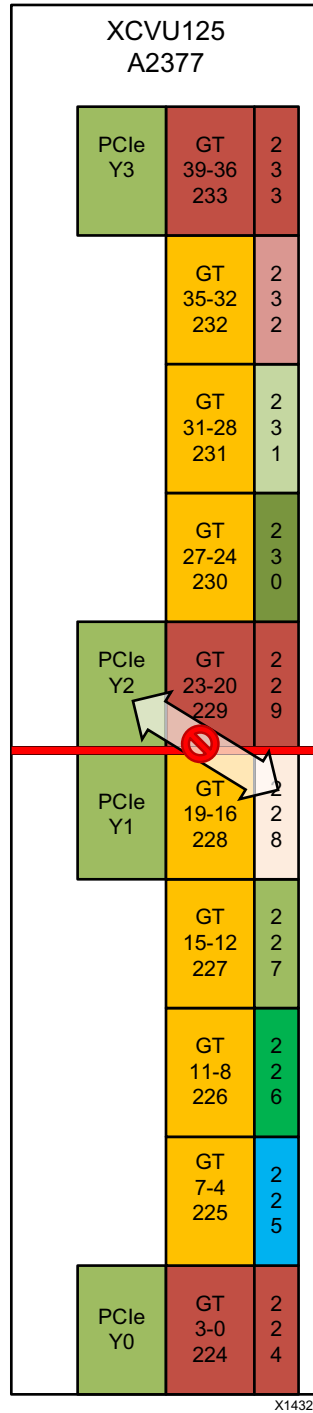 XCVU125
A2377
PCIe
Y3
GT
39-36
233
2
3
3
GT
35-32
232
2
3
2
GT
31-28
231
2
3
1
GT
27-24
230
2
3
0
PCIe
Y2
GT
23-20
229
2
2
9
PCIe
Y1
GT
19-16
228
2
2
8
GT
15-12
227
2
2
7
GT
11-8
226
2
2
6
GT
7-4
225
2
2
5
PCIe
Y0
GT
3-0
224
2
2
4
X1432